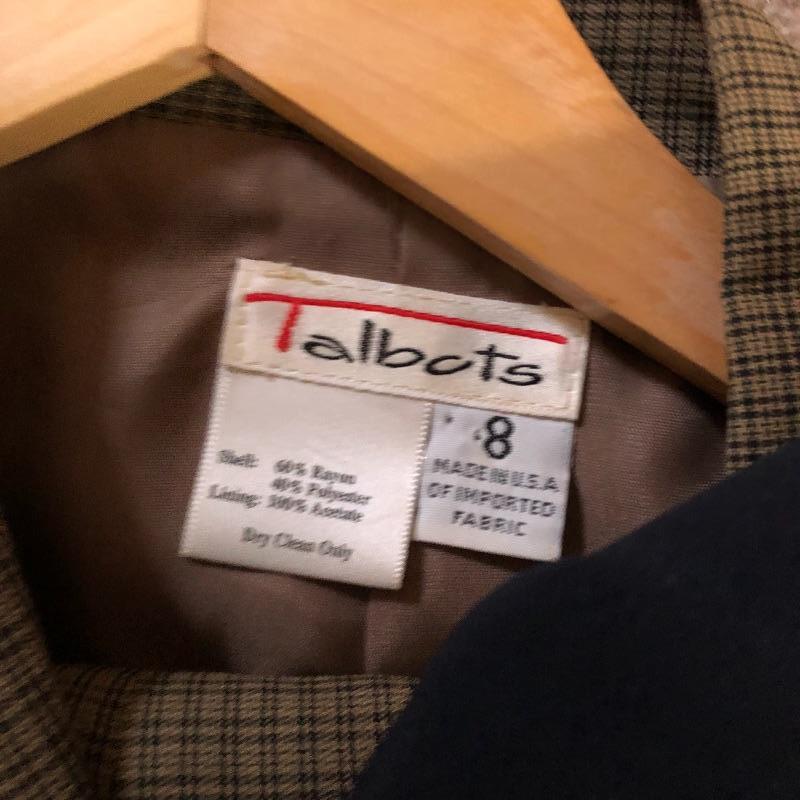 Talbots
8
MADE IN U.S.A
OF IMPORTED
FABRIC
Shell: 60% Rayon
40% Polyester
Lining: 100% Acetate
Dry Clean Only